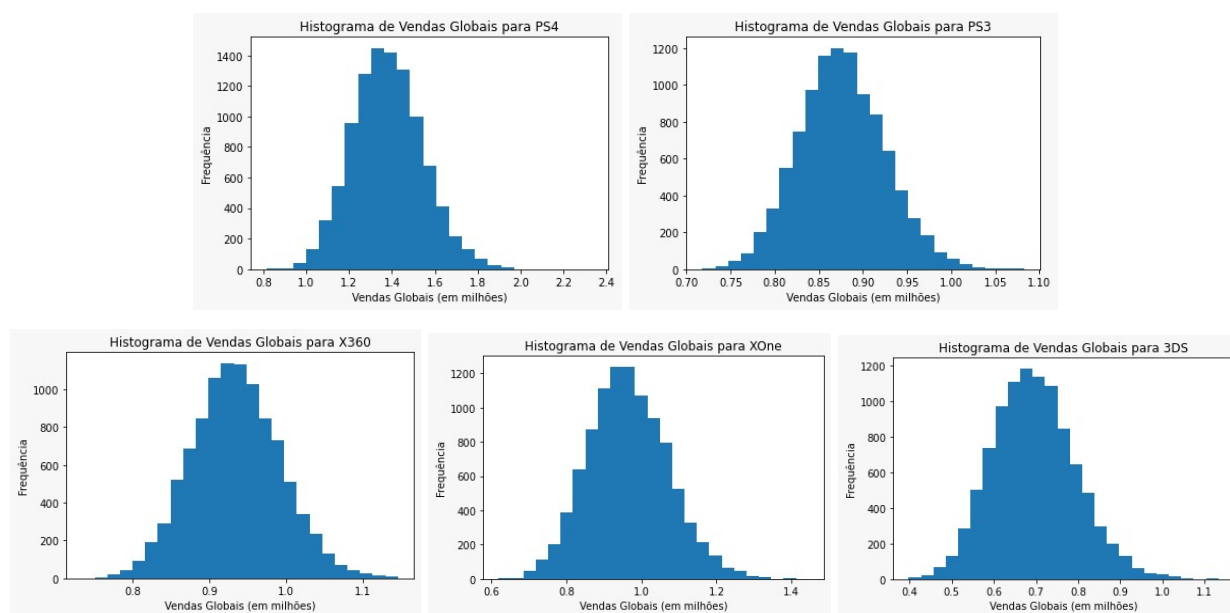 Histograma de Vendas Globais para PS4
1400
1200
1000
800
600
400
200
0
Frequência
0.8 1.0 1.2 1.4 1.6 1.8 2.0 2.2 2.4
Vendas Globais (em milhões)
Histograma de Vendas Globais para PS3
1200
1000
800
600
400
200
0
Frequência
0.70 0.75 0.80 0.85 0.90 0.95 1.00 1.05 1.10
Vendas Globais (em milhões)
Histograma de Vendas Globais para X360
1000
800
600
400
200
0
Frequência
0.8 0.9 1.0 1.1
Vendas Globais (em milhões)
Histograma de Vendas Globais para XOne
1200
1000
800
600
400
200
0
Frequência
0.6 0.8 1.0 1.2 1.4
Vendas Globais (em milhões)
Histograma de Vendas Globais para 3DS
1200
1000
800
600
400
200
0
Frequência
0.4 0.5 0.6 0.7 0.8 0.9 1.0 1.1
Vendas Globais (em milhões)